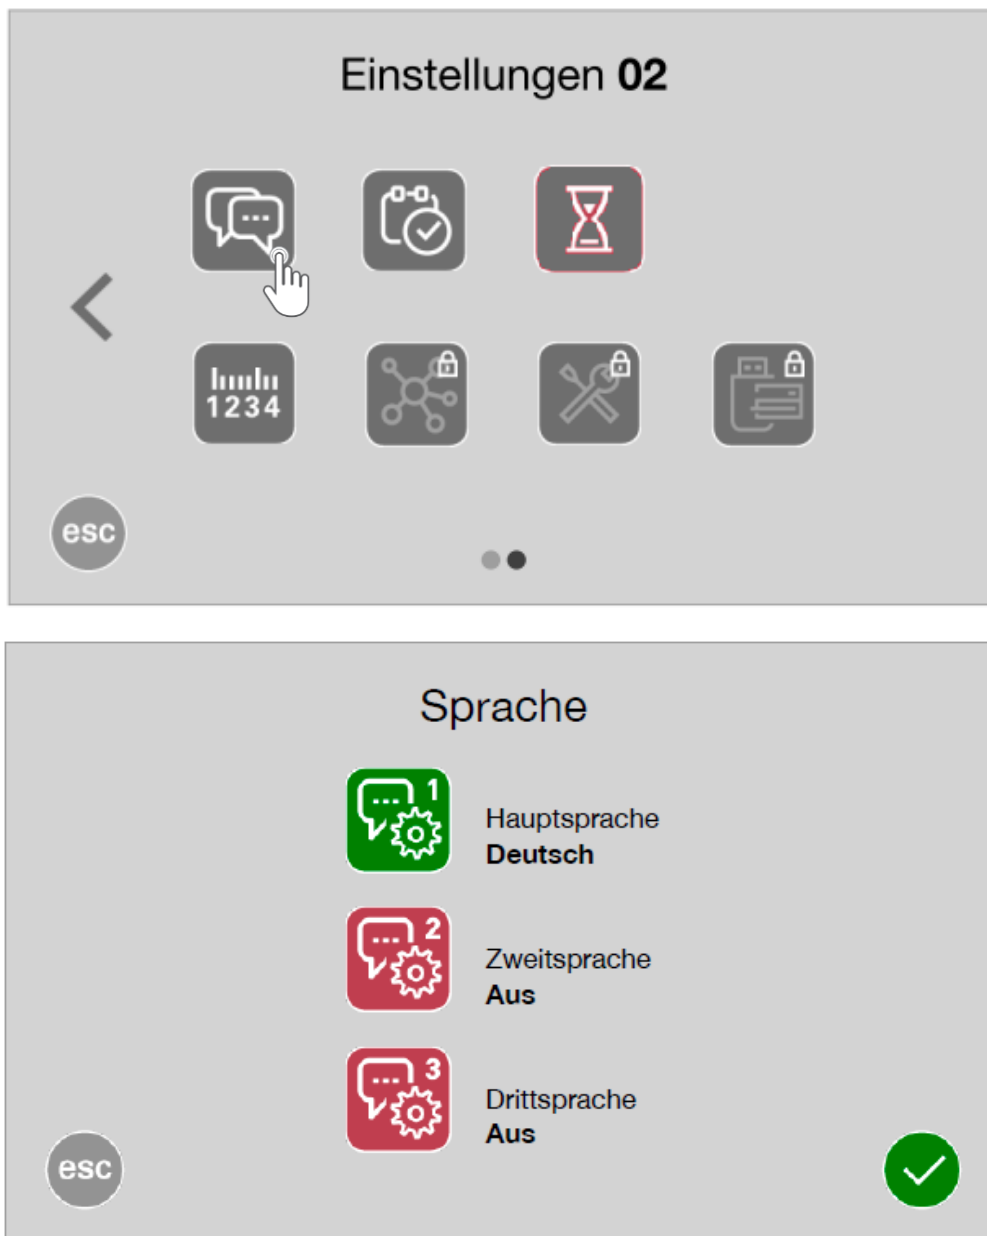 Einstellungen 02
1234
esc
Sprache
1
Hauptsprache
Deutsch
2
Zweitsprache
Aus
3
Drittsprache
Aus
esc